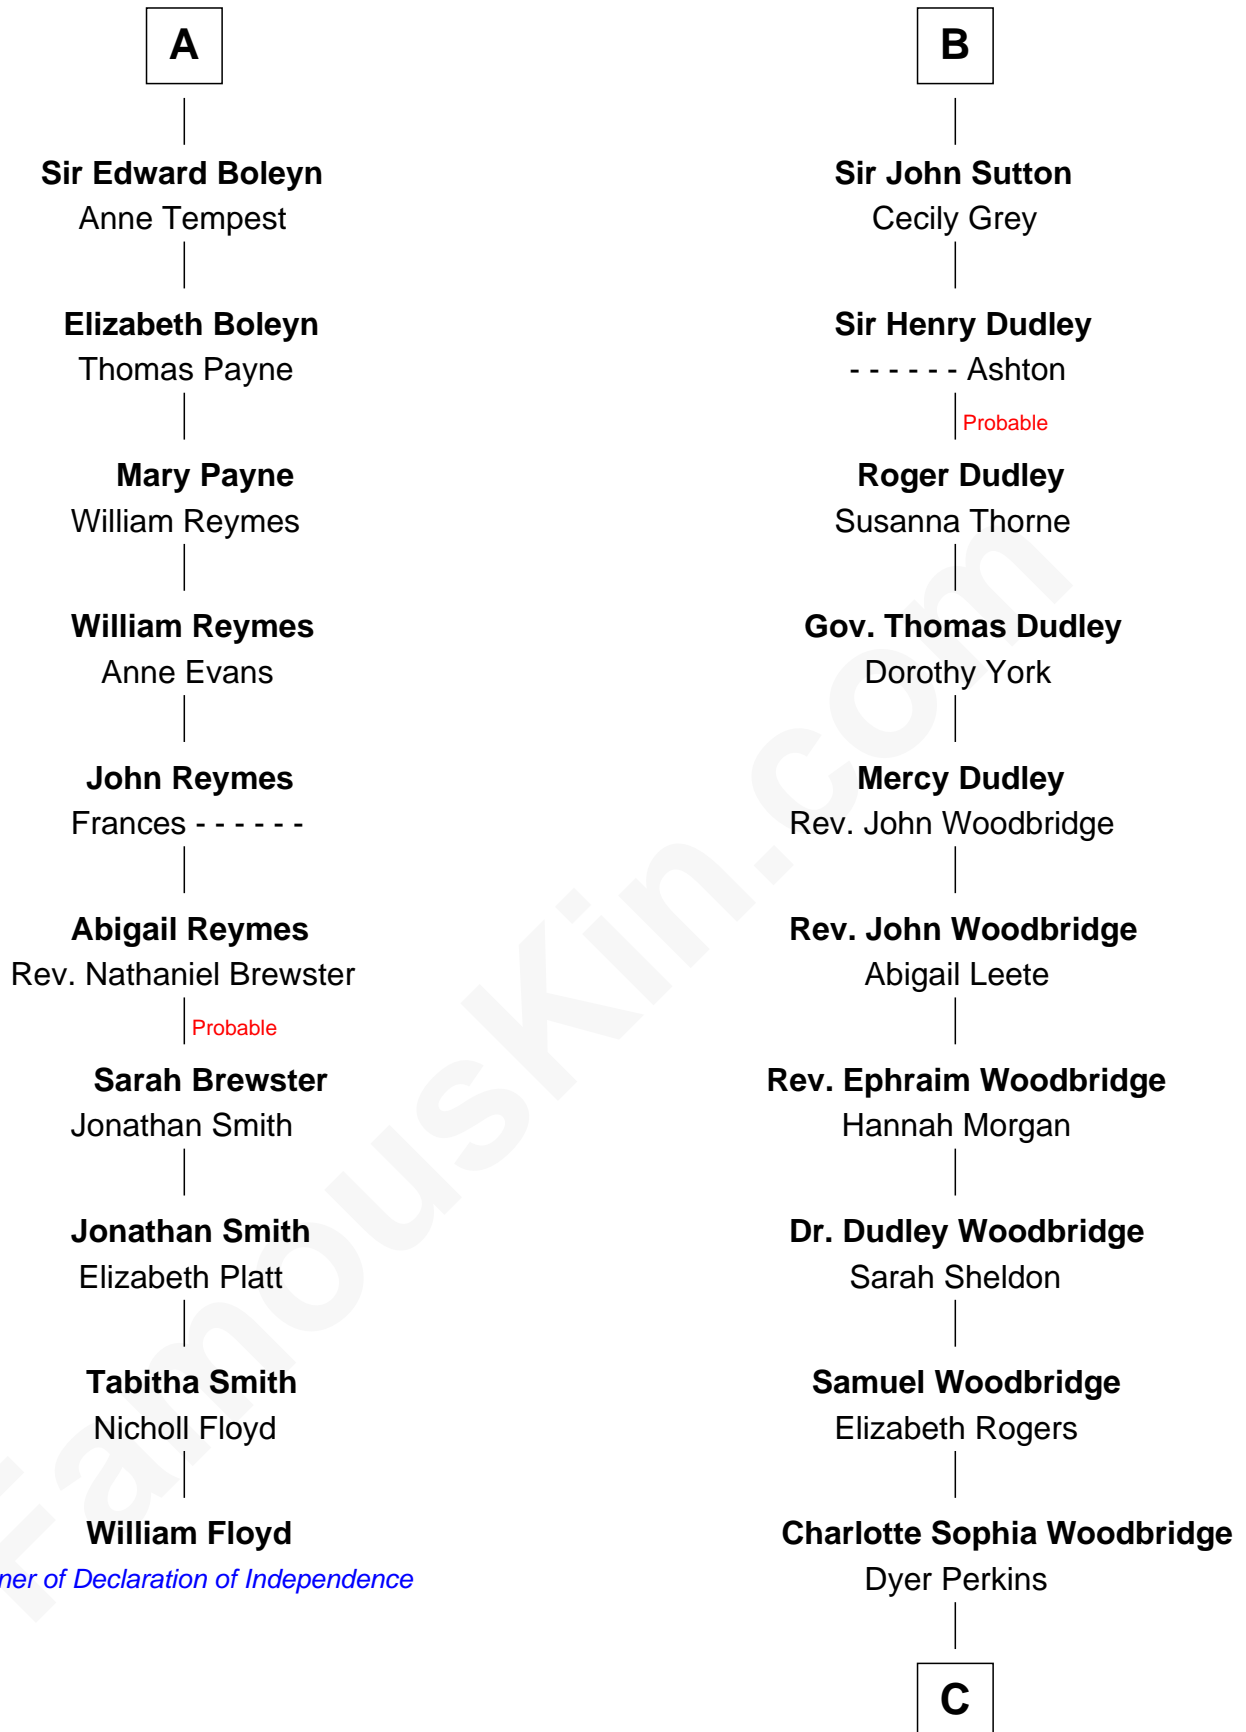 A
Sir Edward Boleyn
Anne Tempest
Elizabeth Boleyn
Thomas Payne
Mary Payne
William Reymes
William Reymes
Anne Evans
John Reymes
Frances - - - - - -
Abigail Reymes
Rev. Nathaniel Brewster
Probable
Sarah Brewster
Jonathan Smith
Jonathan Smith
Elizabeth Platt
Tabitha Smith
Nicholl Floyd
William Floyd
ner of Declaration of Independence
B
Sir John Sutton
Cecily Grey
Sir Henry Dudley
- - - - - - Ashton
Probable
Roger Dudley
Susanna Thorne
Gov. Thomas Dudley
Dorothy York
Mercy Dudley
Rev. John Woodbridge
Rev. John Woodbridge
Abigail Leete
Rev. Ephraim Woodbridge
Hannah Morgan
Dr. Dudley Woodbridge
Sarah Sheldon
Samuel Woodbridge
Elizabeth Rogers
Charlotte Sophia Woodbridge
Dyer Perkins
C
FamousKin.com